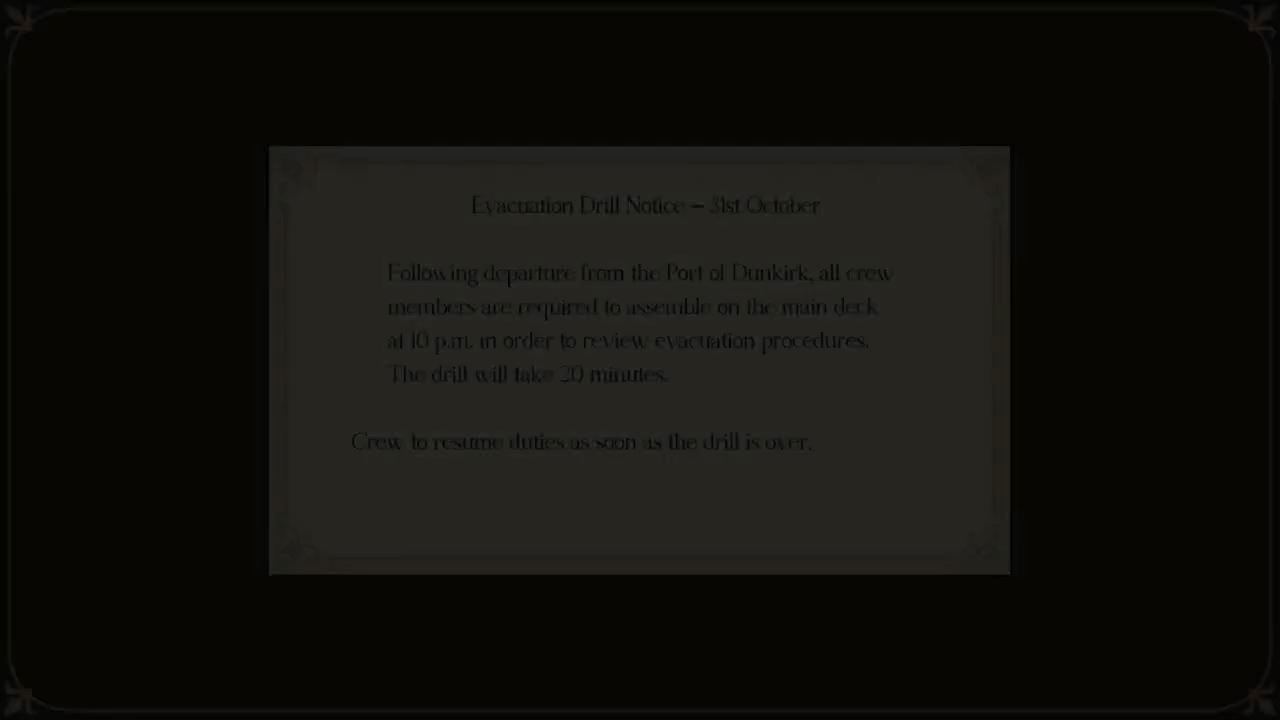 Evacuation Drill Notice – 31st October
Following departure from the Port of Dunkirk, all crew
members are required to assemble on the main deck
at 10 p.m. in order to review evacuation procedures.
The drill will take 20 minutes.
Crew to resume duties as soon as the drill is over.